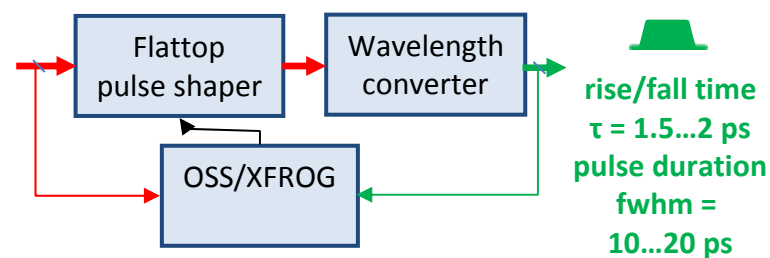 Flattop
pulse shaper
Wavelength
converter
OSS/XFROG
rise/fall time
τ = 1.5...2 ps
pulse duration
fwhm =
10...20 ps